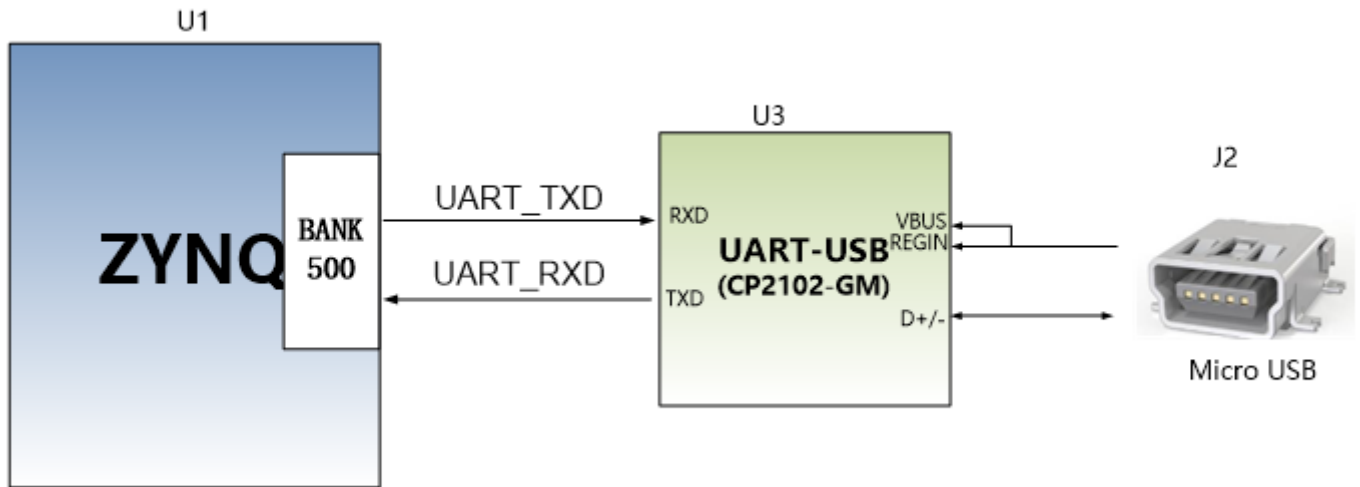 U1
ZYNQ
BANK
500
UART_TXD
UART_RXD
U3
RXD
TXD
UART-USB
(CP2102-GM)
VBUS
REGIN
D+/-
J2
Micro USB